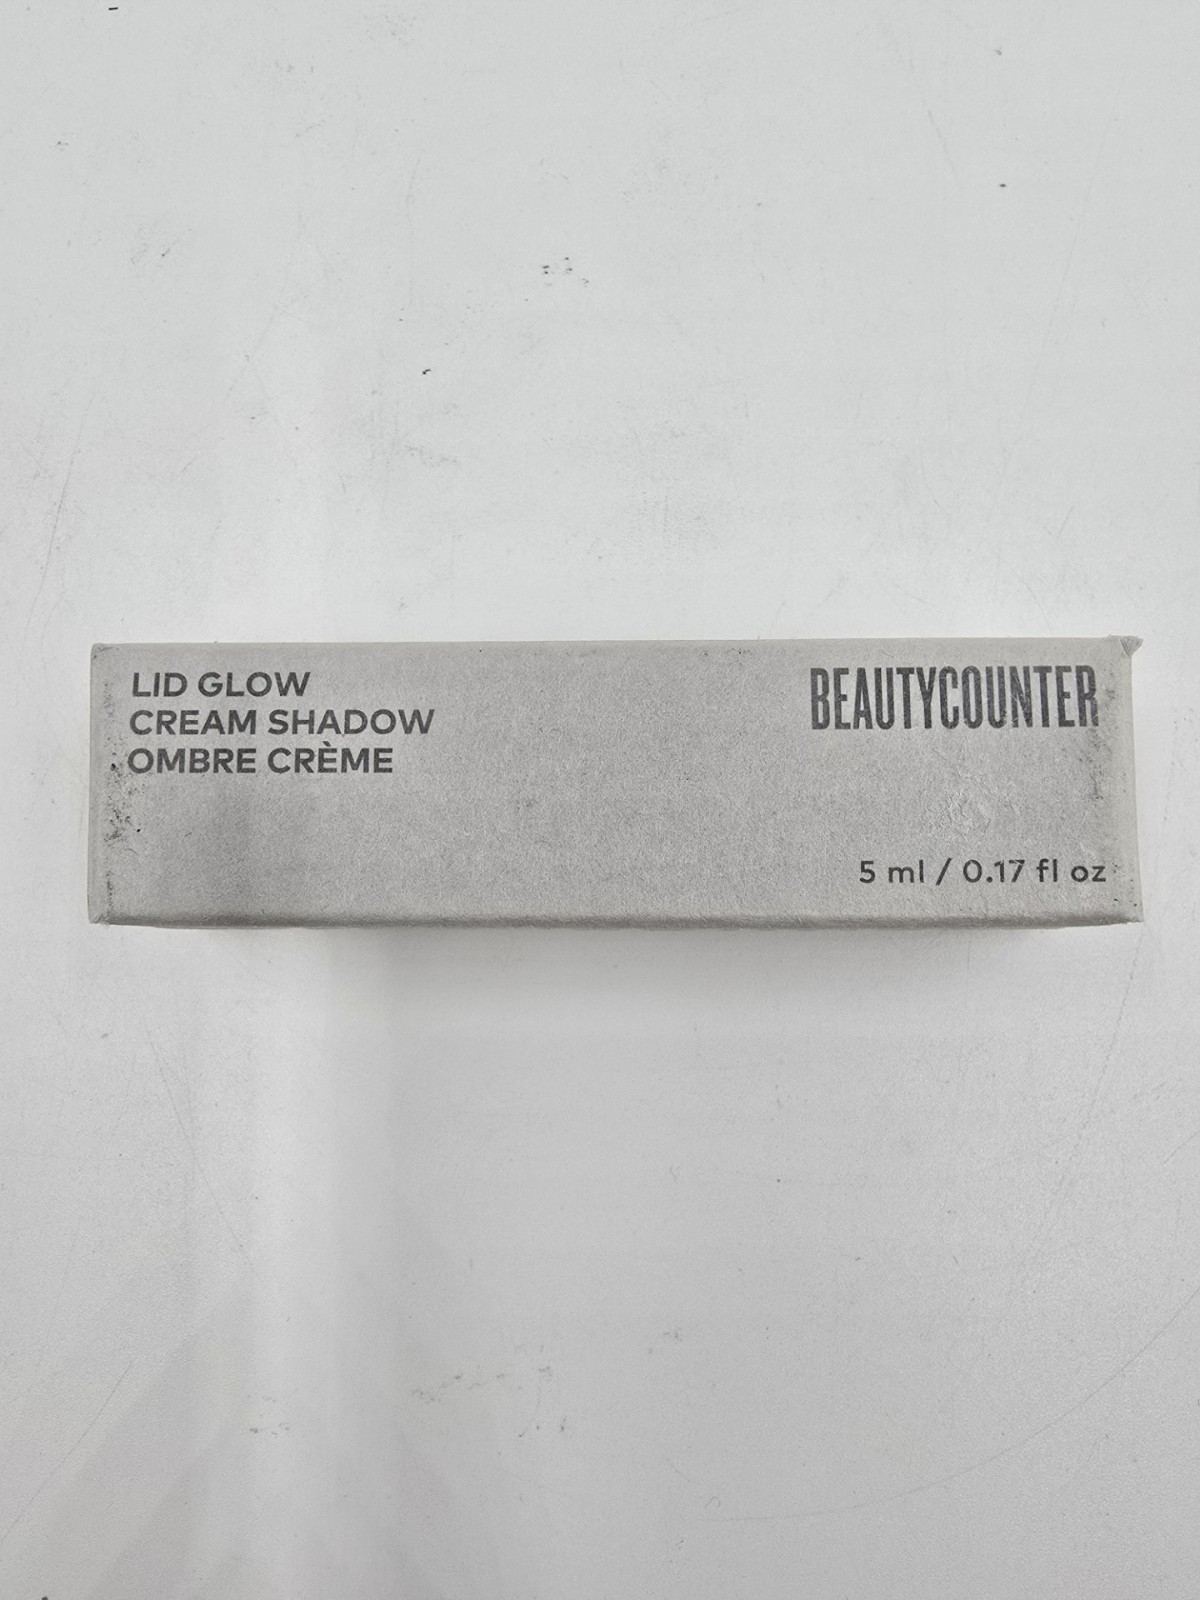 LID GLOW
CREAM SHADOW
OMBRE CRÈME
BEAUTYCOUNTER
5 ml / 0.17 fl oz